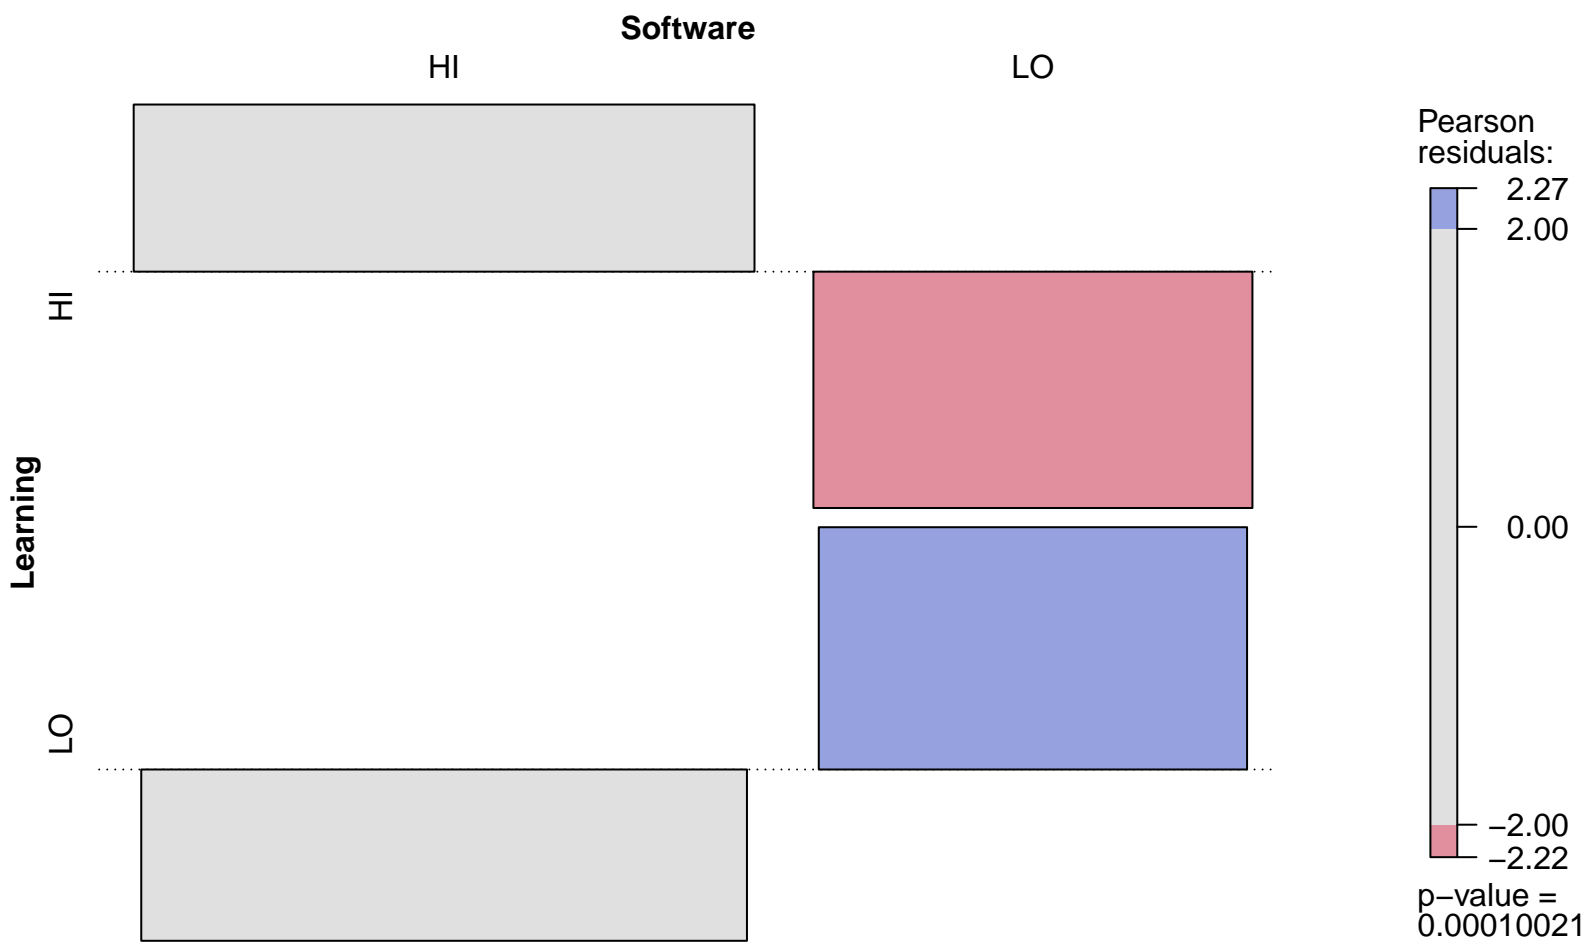 Software
HI
LO
Learning
HI
LO
Pearson
residuals:
2.27
2.00
0.00
−2.00
−2.22
p−value =
0.00010021